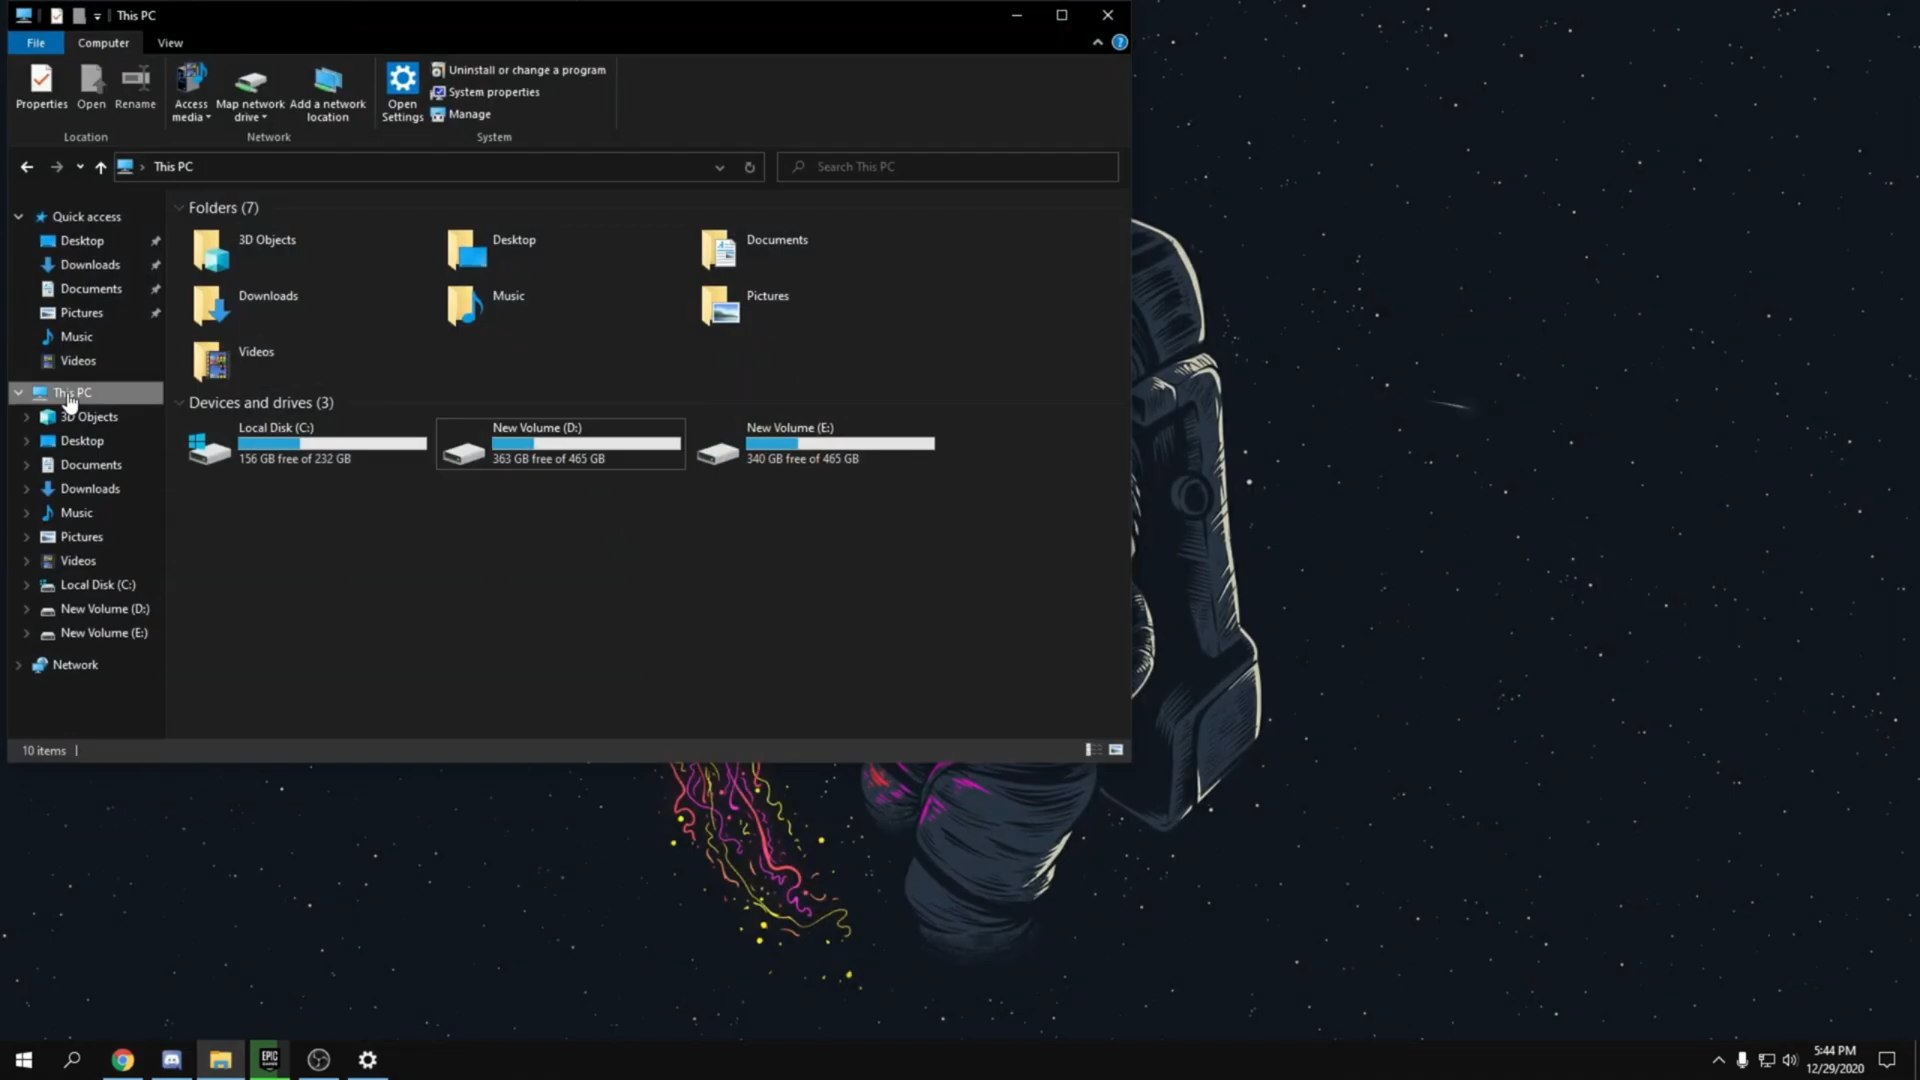 This PC
File Computer View
Properties Open Rename Access media Map network drive Add a network location Open Settings
Uninstall or change a program
System properties
Manage
Location Network System
This PC
Search This PC
Quick access
Desktop
Downloads
Documents
Pictures
Music
Videos
This PC
3D Objects
Desktop
Documents
Downloads
Music
Pictures
Videos
Local Disk (C:)
New Volume (D:)
New Volume (E:)
Network
Folders (7)
3D Objects Desktop Documents
Downloads Music Pictures
Videos
Devices and drives (3)
Local Disk (C:) New Volume (D:) New Volume (E:)
156 GB free of 232 GB 363 GB free of 465 GB 340 GB free of 465 GB
10 items
EPIC GAMES
5:44 PM
12/29/2020